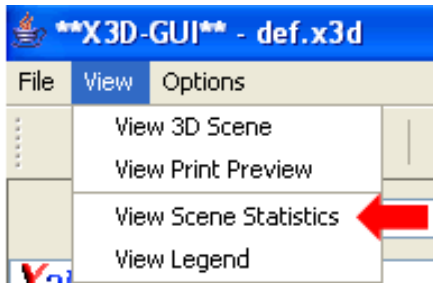 **X3D-GUI** - def.x3d
File View Options
View 3D Scene
View Print Preview
View Scene Statistics
View Legend